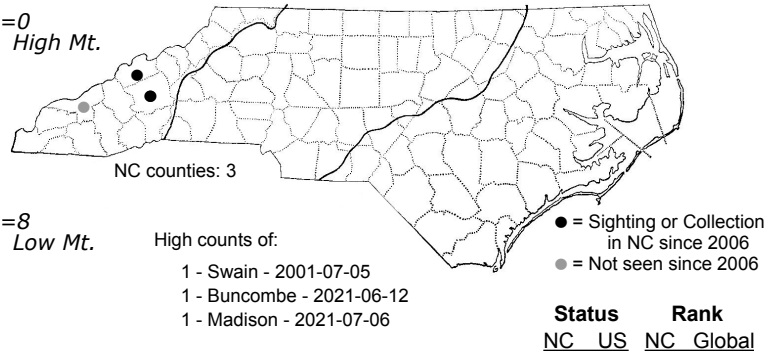 =0
High Mt.
NC counties: 3
=8
Low Mt.
High counts of:
1 - Swain - 2001-07-05
1 - Buncombe - 2021-06-12
1 - Madison - 2021-07-06
● = Sighting or Collection
in NC since 2006
● = Not seen since 2006
Status Rank
NC US NC Global